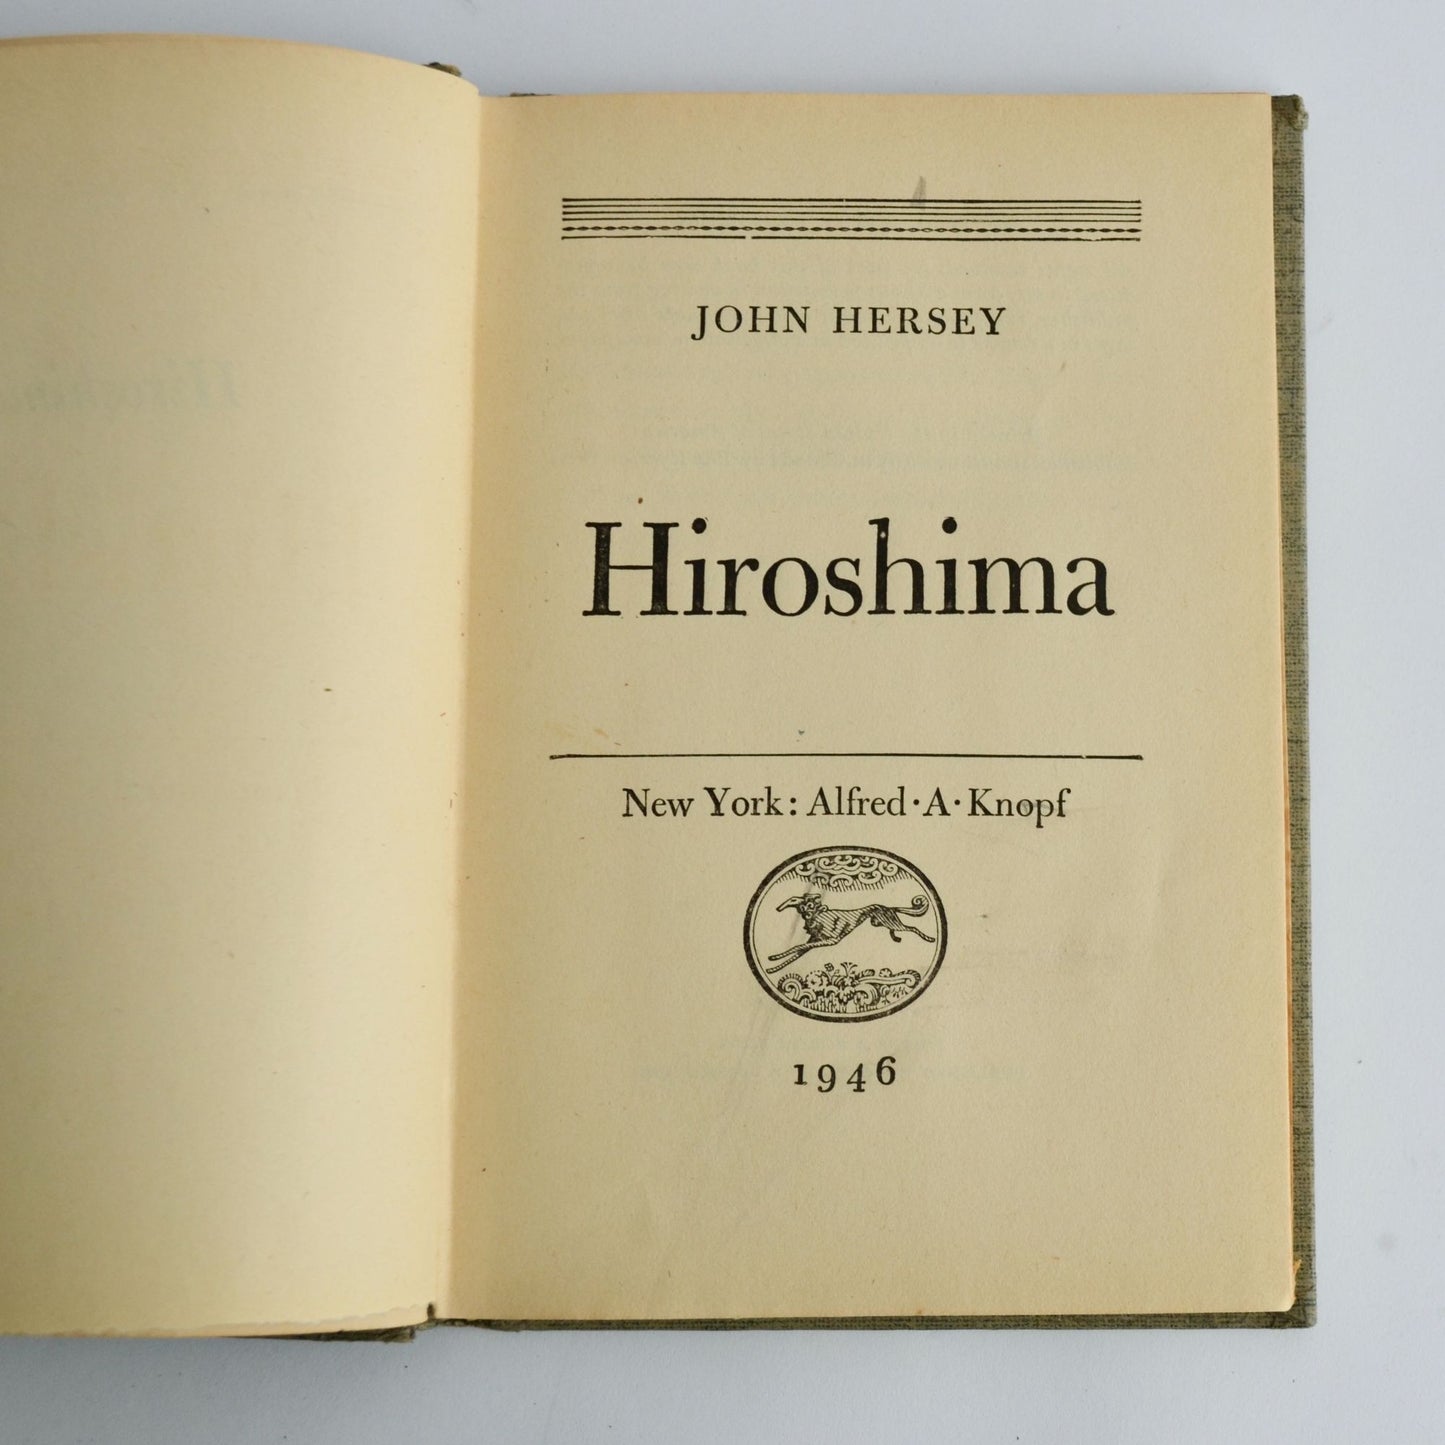 JOHN HERSEY
Hiroshima
New York: Alfred·A·Knopf
1946